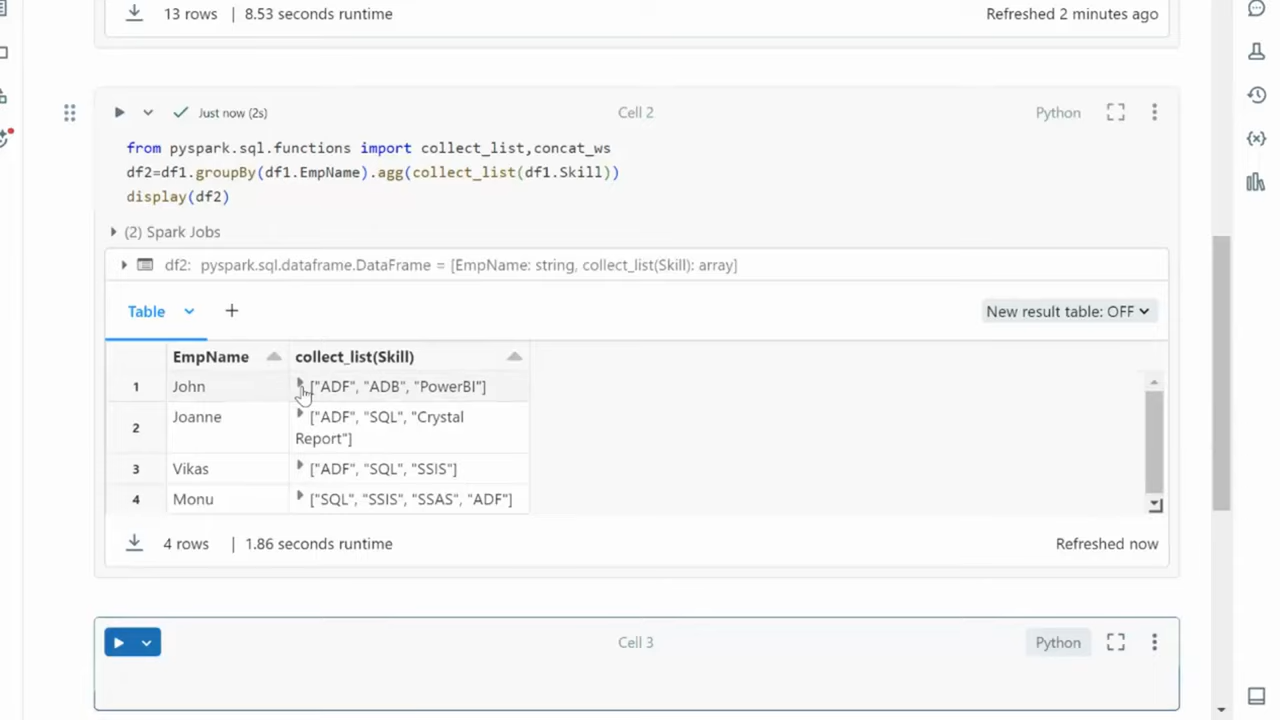 13 rows | 8.53 seconds runtime
Refreshed 2 minutes ago
Just now (2s)
Cell 2
Python
from pyspark.sql.functions import collect_list,concat_ws
df2=df1.groupBy(df1.EmpName).agg(collect_list(df1.Skill))
display(df2)
(2) Spark Jobs
df2: pyspark.sql.dataframe.DataFrame = [EmpName: string, collect_list(Skill): array]
Table
+
New result table: OFF
EmpName collect_list(Skill)
1 John ["ADF", "ADB", "PowerBI"]
2 Joanne ["ADF", "SQL", "Crystal
Report"]
3 Vikas ["ADF", "SQL", "SSIS"]
4 Monu ["SQL", "SSIS", "SSAS", "ADF"]
4 rows | 1.86 seconds runtime
Refreshed now
Cell 3
Python